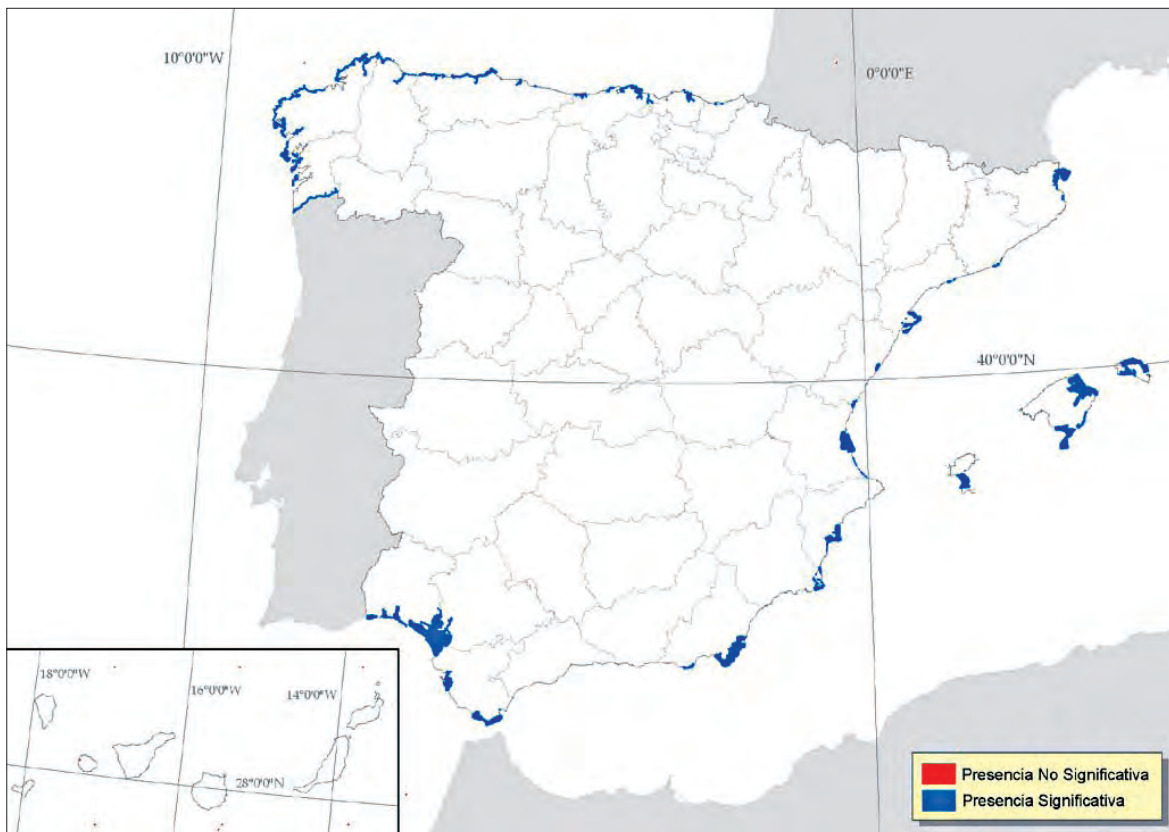 10°0'0"W
0°0'0"E
40°0'0"N
18°0'0"W
16°0'0"W
14°0'0"W
28°0'0"N
Presencia No Significativa
Presencia Significativa